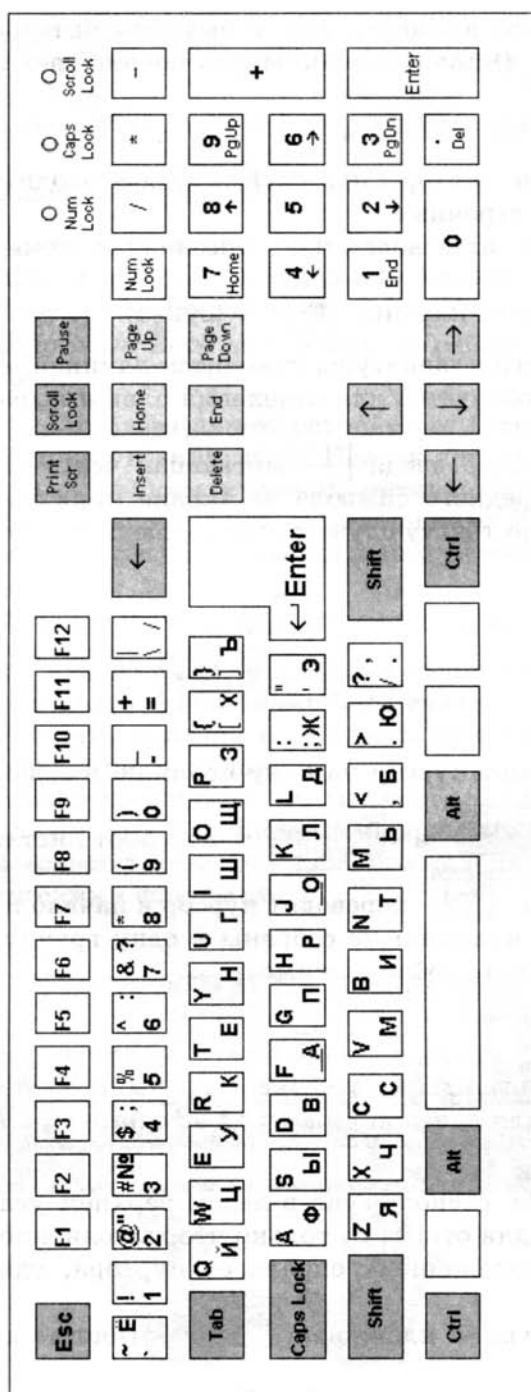 Esc F1 F2 F3 F4 F5 F6 F7 F8 F9 F10 F11 F12 Print Scrn Scroll Lock Pause Num Lock Caps Lock Scroll Lock
~ Ё ` ! 1 @ " 2 # № 3 $ ; 4 % 5 ^ : 6 & ? 7 * 8 ( 9 ) 0 _ - + = | \ / ← Insert Home Page Up Num Lock / * -
Tab Q Й W Ц E У R К T Е Y Н U Г I Ш O Щ P З { [ Х } ] Ъ Delete End Page Down 7 Home 8 ↑ 9 PgUp +
Caps Lock A Ф S Ы D В F А G П H Р J О K Л L Д : ; Ж " ' Э ↵ Enter 4 ← 5 6 →
Shift Z Я X Ч C С V М B И N Т M Ь < , Б > . Ю ? / , . Shift ↑ 1 End 2 ↓ 3 PgDn Enter
Ctrl Alt Alt Ctrl ← ↓ → 0 . Del